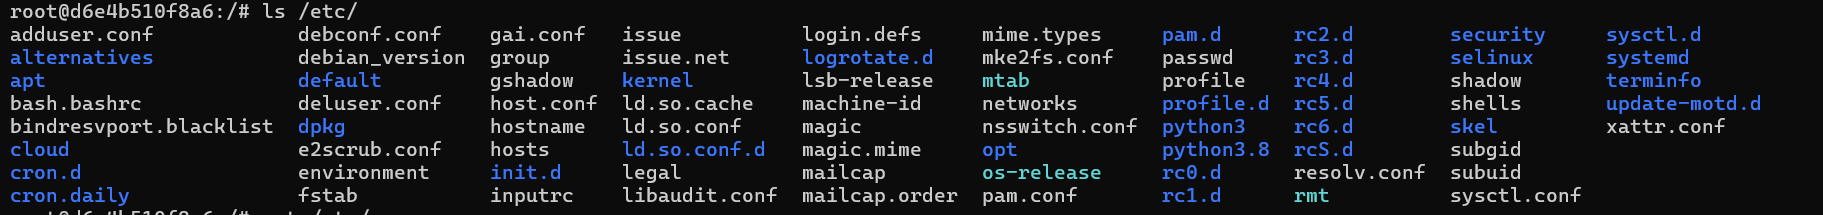 root@d6e4b510f8a6:/# ls /etc/
adduser.conf debconf.conf gai.conf issue login.defs mime.types pam.d rc2.d security sysctl.d
alternatives debian_version group issue.net logrotate.d mke2fs.conf passwd rc3.d selinux systemd
apt default gshadow kernel lsb-release mtab profile rc4.d shadow terminfo
bash.bashrc deluser.conf host.conf ld.so.cache machine-id networks profile.d rc5.d shells update-motd.d
bindresvport.blacklist dpkg hostname ld.so.conf magic nsswitch.conf python3 rc6.d skel xattr.conf
cloud e2scrub.conf hosts ld.so.conf.d magic.mime opt python3.8 rcS.d subgid
cron.d environment init.d legal mailcap os-release rc0.d resolv.conf subuid
cron.daily fstab inputrc libaudit.conf mailcap.order pam.conf rc1.d rmt sysctl.conf